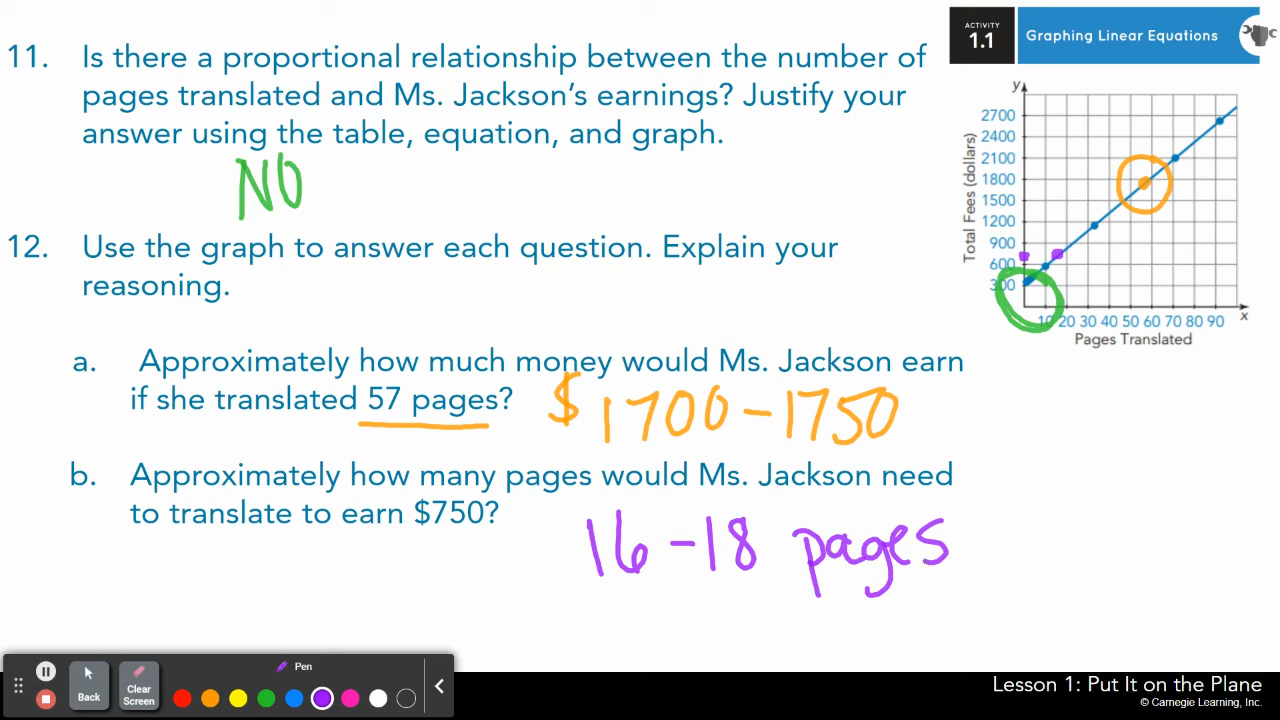 ACTIVITY
1.1
Graphing Linear Equations
11. Is there a proportional relationship between the number of
pages translated and Ms. Jackson's earnings? Justify your
answer using the table, equation, and graph.
NO
12. Use the graph to answer each question. Explain your
reasoning.
a. Approximately how much money would Ms. Jackson earn
if she translated 57 pages?
$1700-1750
b. Approximately how many pages would Ms. Jackson need
to translate to earn $750?
16-18 pages
y
2700
2400
2100
1800
1500
1200
900
600
300
Total Fees (dollars)
10 20 30 40 50 60 70 80 90 x
Pages Translated
Pen
Back
Clear
Screen
Lesson 1: Put It on the Plane
© Carnegie Learning, Inc.